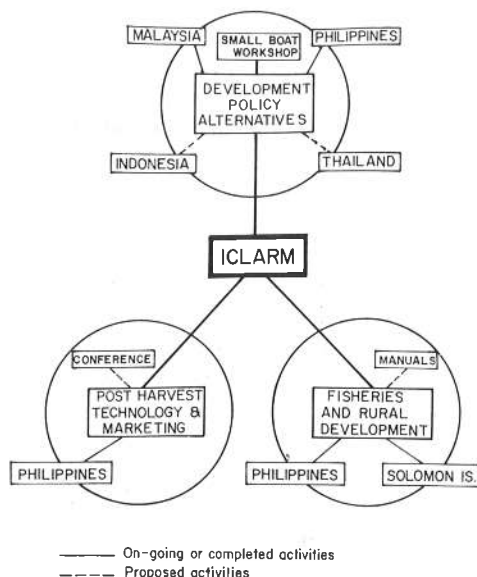 MALAYSIA
SMALL BOAT
WORKSHOP
PHILIPPINES
DEVELOPMENT
POLICY
ALTERNATIVES
INDONESIA
THAILAND
ICLARM
CONFERENCE
POST HARVEST
TECHNOLOGY &
MARKETING
PHILIPPINES
MANUALS
FISHERIES
AND RURAL
DEVELOPMENT
PHILIPPINES
SOLOMON IS.
On-going or completed activities
Proposed activities